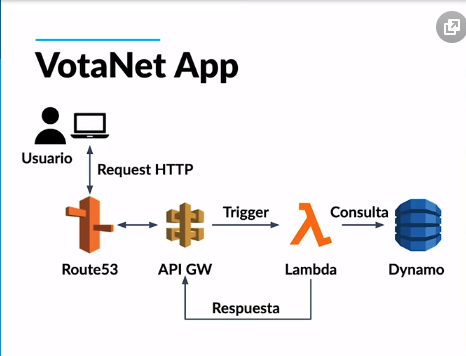 VotaNet App
Usuario
Request HTTP
Trigger
Consulta
Route53
API GW
Lambda
Dynamo
Respuesta